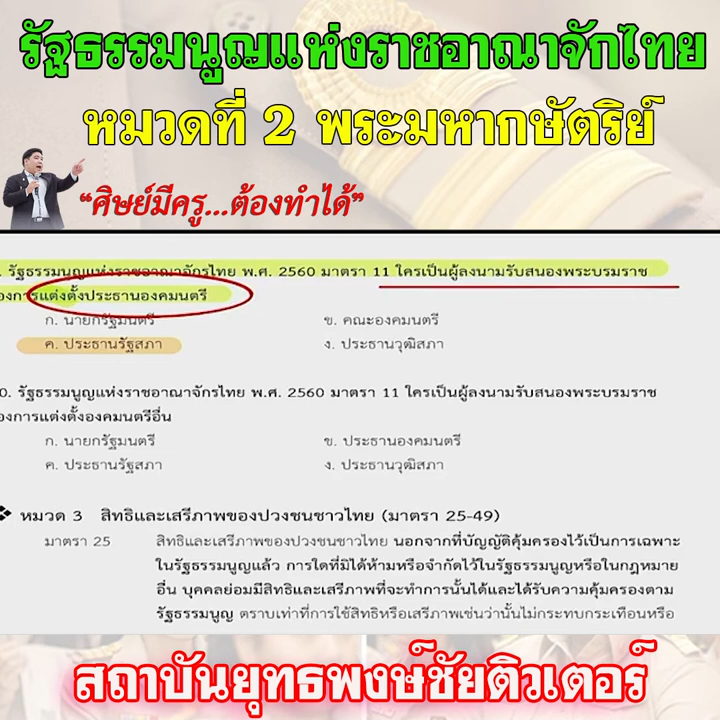 รัฐธรรมนูญแห่งราชอาณาจักไทย
หมวดที่ 2 พระมหากษัตริย์
“ศิษย์มีครู...ต้องทำได้”
. รัฐธรรมนูญแห่งราชอาณาจักรไทย พ.ศ. 2560 มาตรา 11 ใครเป็นผู้ลงนามรับสนองพระบรมราช
องการแต่งตั้งประธานองคมนตรี
ก. นายกรัฐมนตรี ข. คณะองคมนตรี
ค. ประธานรัฐสภา ง. ประธานวุฒิสภา
0. รัฐธรรมนูญแห่งราชอาณาจักรไทย พ.ศ. 2560 มาตรา 11 ใครเป็นผู้ลงนามรับสนองพระบรมราช
องการแต่งตั้งองคมนตรีอื่น
ก. นายกรัฐมนตรี ข. ประธานองคมนตรี
ค. ประธานรัฐสภา ง. ประธานวุฒิสภา
❖ หมวด 3 สิทธิและเสรีภาพของปวงชนชาวไทย (มาตรา 25-49)
มาตรา 25 สิทธิและเสรีภาพของปวงชนชาวไทย นอกจากที่บัญญัติคุ้มครองไว้เป็นการเฉพาะ
ในรัฐธรรมนูญแล้ว การใดที่มิได้ห้ามหรือจำกัดไว้ในรัฐธรรมนูญหรือในกฎหมาย
อื่น บุคคลย่อมมีสิทธิและเสรีภาพที่จะทำการนั้นได้และได้รับความคุ้มครองตาม
รัฐธรรมนูญ ตราบเท่าที่การใช้สิทธิหรือเสรีภาพเช่นว่านั้นไม่กระทบกระเทือนหรือ
สถาบันยุทธพงษ์ชัยติวเตอร์